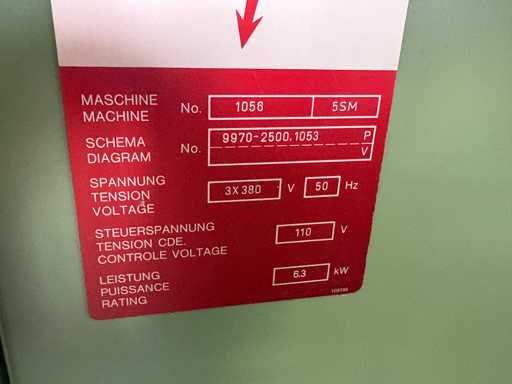 MASCHINE
MACHINE No. 1056 5SM
SCHEMA
DIAGRAM No. 9970-2500.1053 P
V
SPANNUNG
TENSION 3X380 V 50 Hz
VOLTAGE
STEUERSPANNUNG
TENSION CDE. 110 V
CONTROLE VOLTAGE
LEISTUNG
PUISSANCE 6.3 kW
RATING